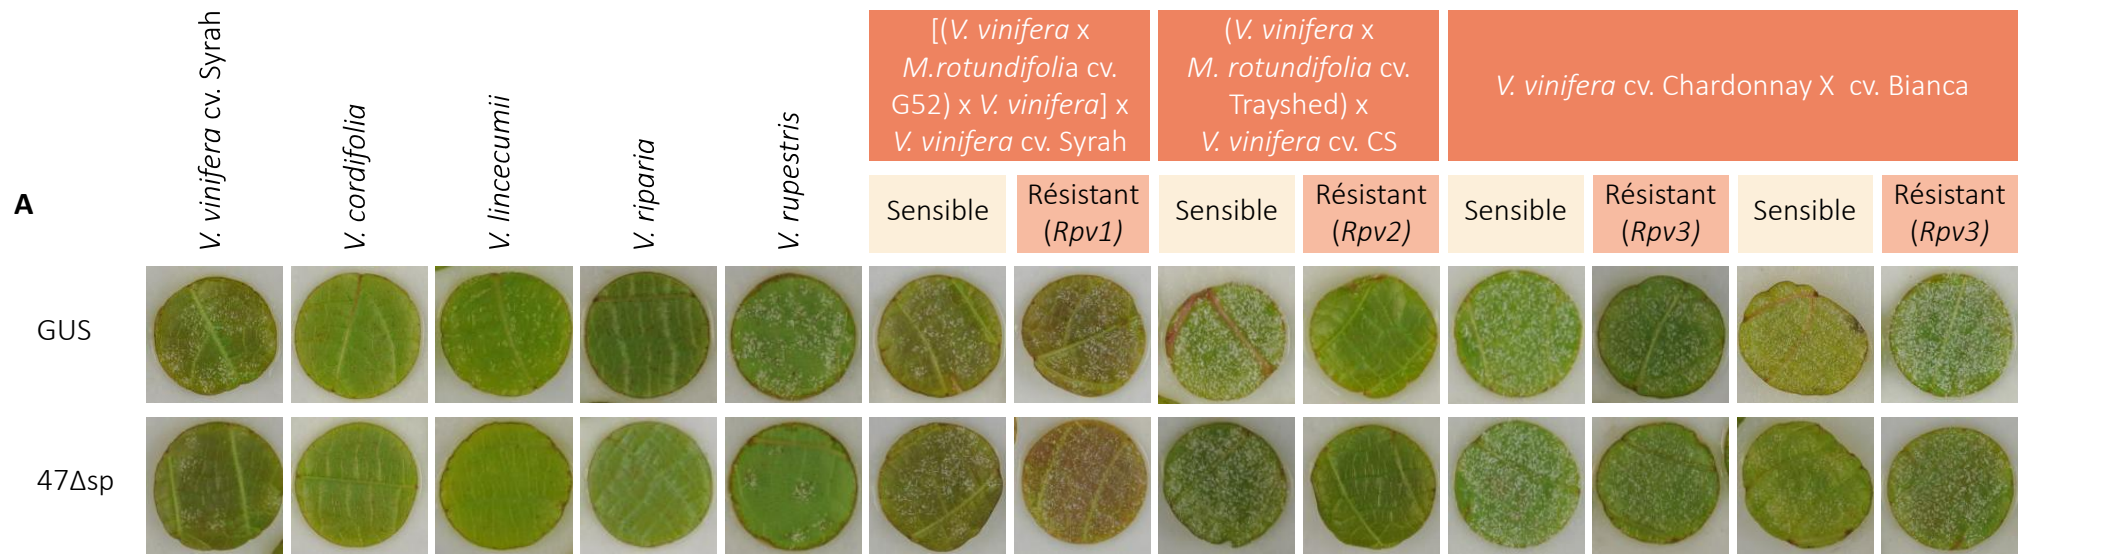 V. vinifera cv. Syrah
V. cordifolia
V. lincecumii
V. riparia
V. rupestris
[(V. vinifera x
M.rotundifolia cv.
G52) x V. vinifera] x
V. vinifera cv. Syrah
(V. vinifera x
M. rotundifolia cv.
Trayshed) x
V. vinifera cv. CS
V. vinifera cv. Chardonnay X cv. Bianca
A
Sensible
Résistant
(Rpv1)
Sensible
Résistant
(Rpv2)
Sensible
Résistant
(Rpv3)
Sensible
Résistant
(Rpv3)
GUS
47Δsp